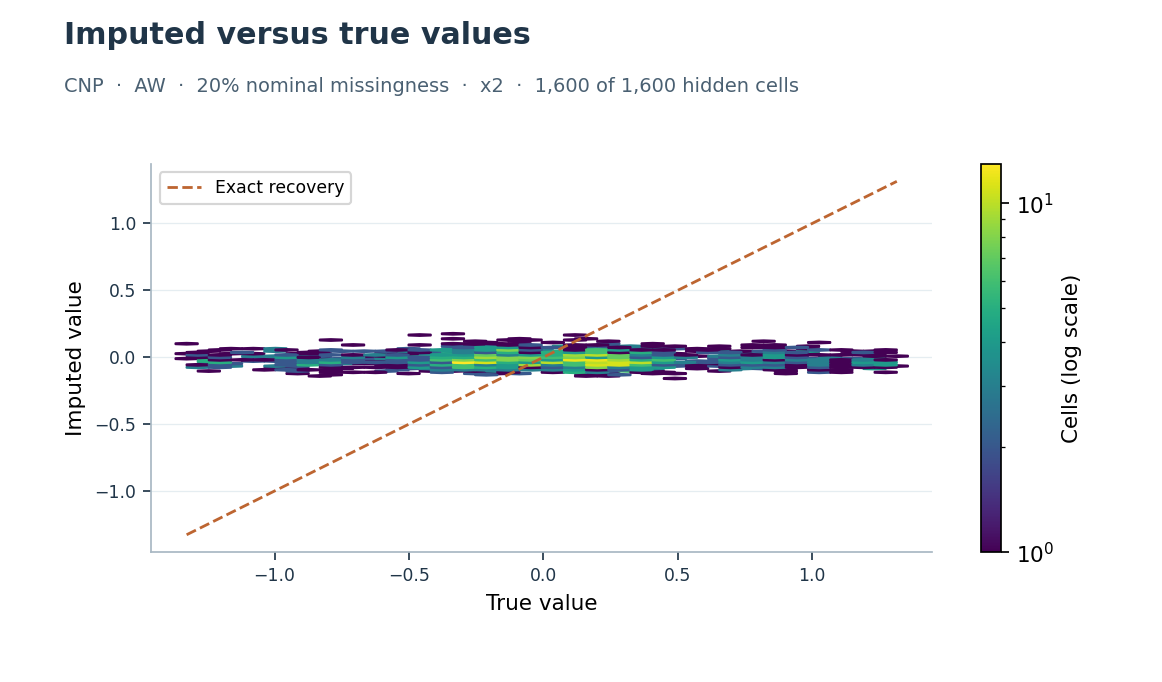 Imputed versus true values
CNP · AW · 20% nominal missingness · x2 · 1,600 of 1,600 hidden cells
Exact recovery
1.0
0.5
0.0
−0.5
−1.0
Imputed value
−1.0
−0.5
0.0
0.5
1.0
True value
10¹
10⁰
Cells (log scale)